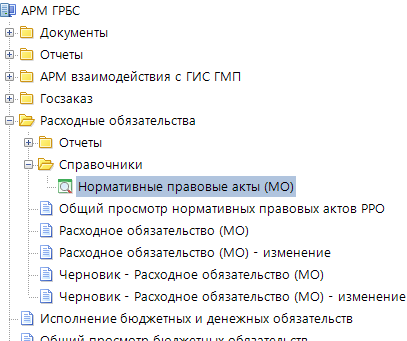 АРМ ГРБС
Документы
Отчеты
АРМ взаимодействия с ГИС ГМП
Госзаказ
Расходные обязательства
Отчеты
Справочники
Нормативные правовые акты (МО)
Общий просмотр нормативных правовых актов РРО
Расходное обязательство (МО)
Расходное обязательство (МО) - изменение
Черновик - Расходное обязательство (МО)
Черновик - Расходное обязательство (МО) - изменение
Исполнение бюджетных и денежных обязательств
Общий просмотр бюджетных обязательств